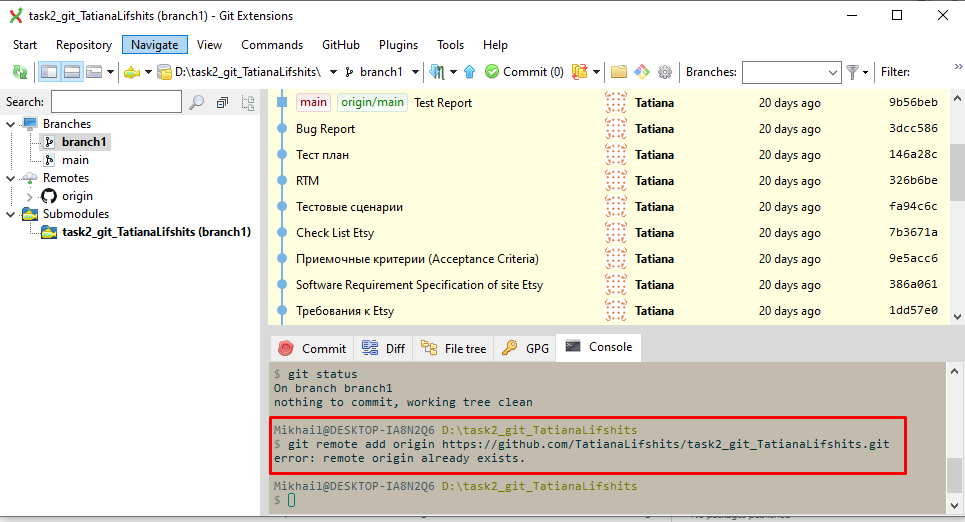 task2_git_TatianaLifshits (branch1) - Git Extensions
Start Repository Navigate View Commands GitHub Plugins Tools Help
D:\task2_git_TatianaLifshits\ branch1 Commit (0) Branches: Filter: »
Search:
Branches
branch1
main
Remotes
origin
Submodules
task2_git_TatianaLifshits (branch1)
main origin/main Test Report Tatiana 20 days ago 9b56beb
Bug Report Tatiana 20 days ago 3dcc586
Тест план Tatiana 20 days ago 146a28c
RTM Tatiana 20 days ago 326b6be
Тестовые сценарии Tatiana 20 days ago fa94c6c
Check List Etsy Tatiana 20 days ago 7b3671a
Приемочные критерии (Acceptance Criteria) Tatiana 20 days ago 9e5acc6
Software Requirement Specification of site Etsy Tatiana 20 days ago 386a061
Требования к Etsy Tatiana 20 days ago 1dd57e0
Commit Diff File tree GPG Console
$ git status
On branch branch1
nothing to commit, working tree clean
Mikhail@DESKTOP-IA8N2Q6 D:\task2_git_TatianaLifshits
$ git remote add origin https://github.com/TatianaLifshits/task2_git_TatianaLifshits.git
error: remote origin already exists.
Mikhail@DESKTOP-IA8N2Q6 D:\task2_git_TatianaLifshits
$